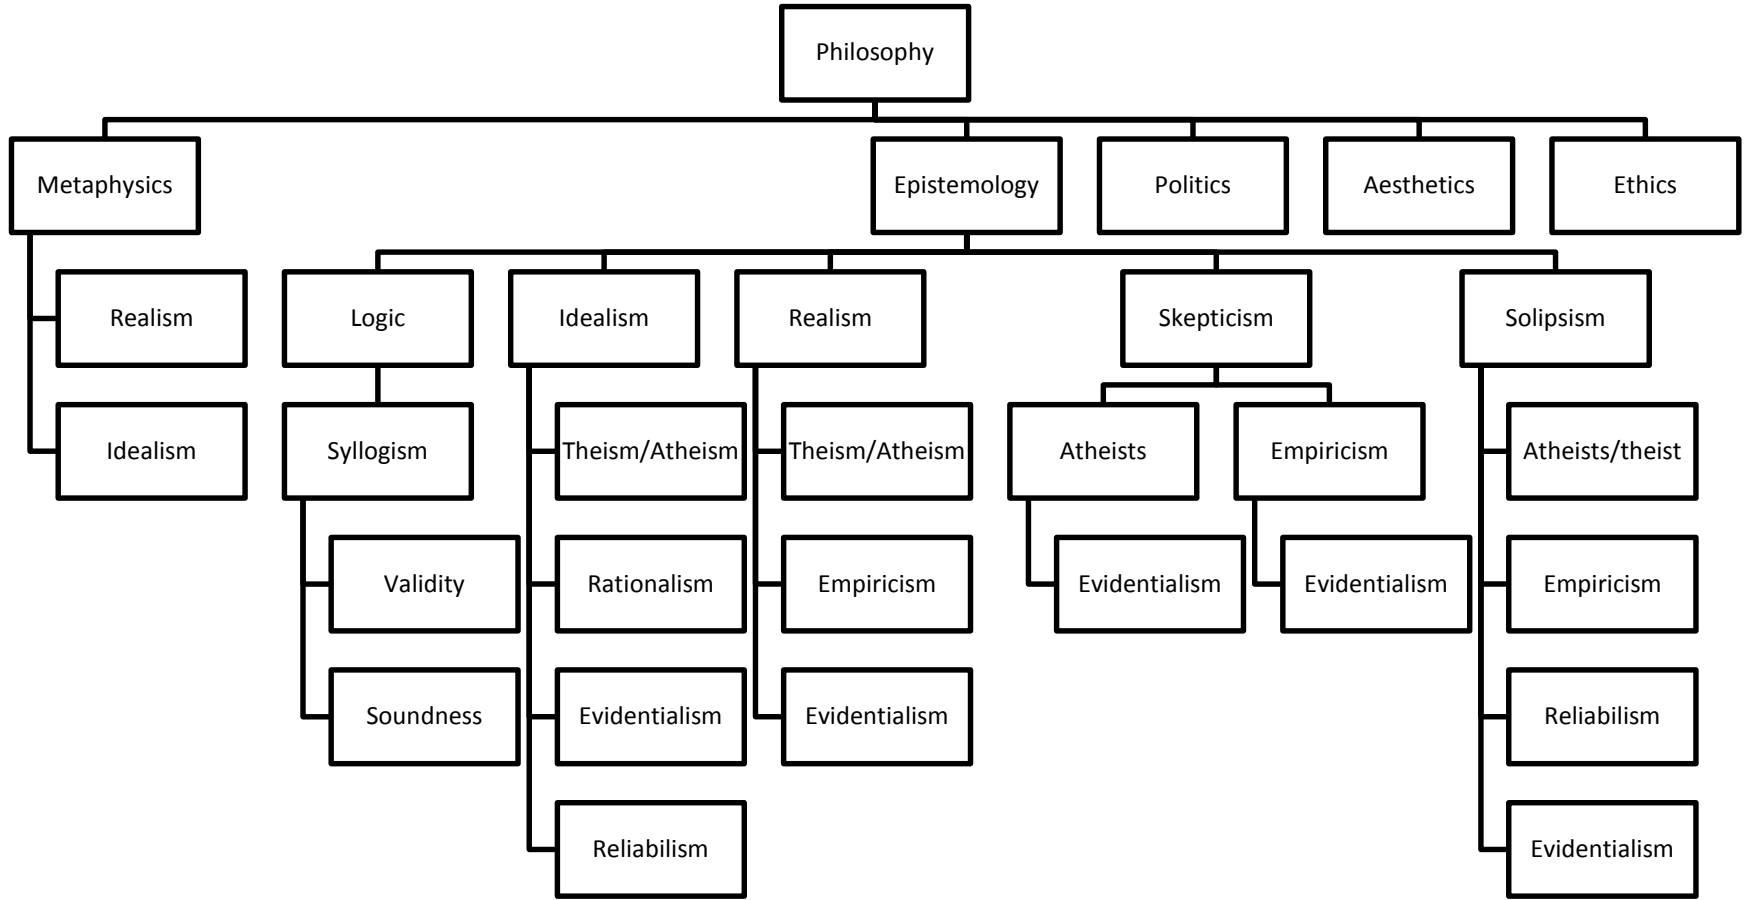 Philosophy
Metaphysics
Epistemology
Politics
Aesthetics
Ethics
Realism
Logic
Idealism
Realism
Skepticism
Solipsism
Idealism
Syllogism
Theism/Atheism
Theism/Atheism
Atheists
Empiricism
Atheists/theist
Validity
Rationalism
Empiricism
Evidentialism
Evidentialism
Empiricism
Soundness
Evidentialism
Evidentialism
Reliabilism
Reliabilism
Evidentialism